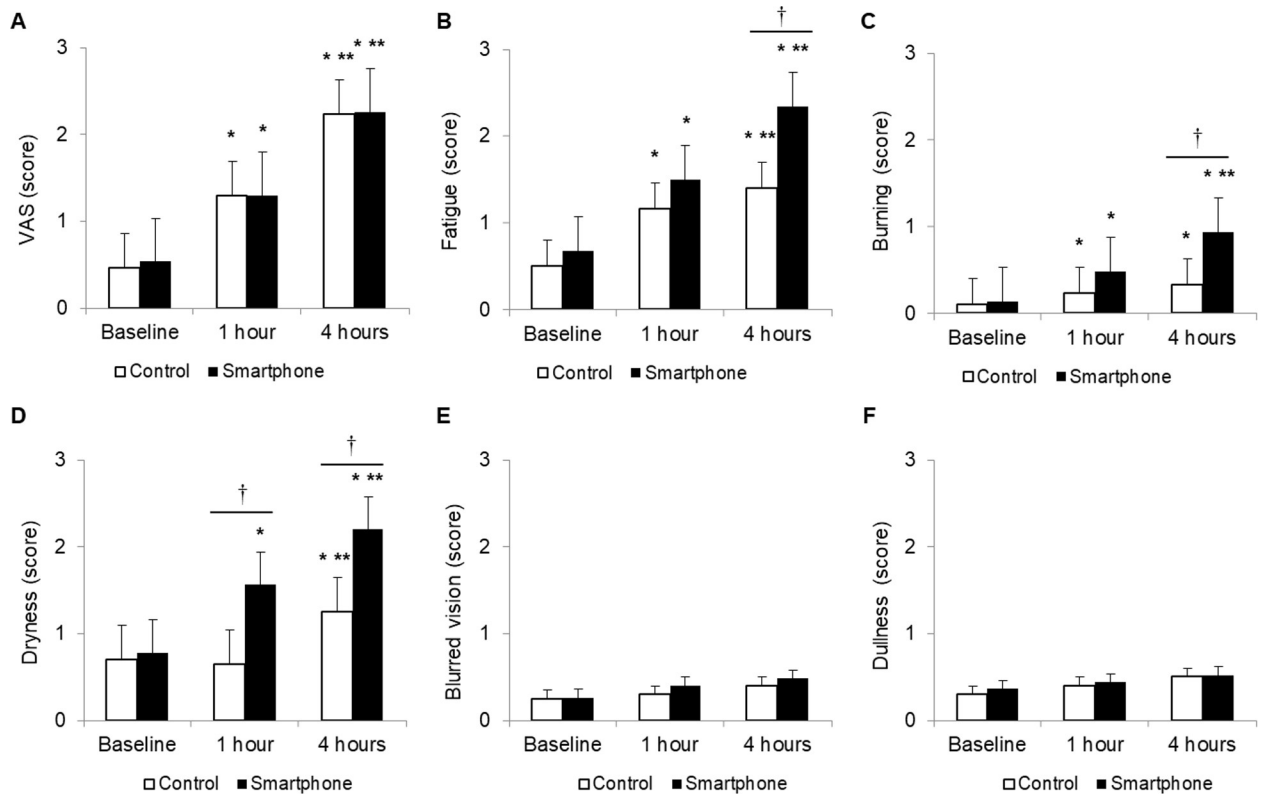 A
VAS (score)
3
2
1
0
* ** * **
* *
Baseline 1 hour 4 hours
Control Smartphone
B
Fatigue (score)
3
2
1
0
†
* **
* **
* *
Baseline 1 hour 4 hours
Control Smartphone
C
Burning (score)
3
2
1
0
†
* **
* * *
Baseline 1 hour 4 hours
Control Smartphone
D
Dryness (score)
3
2
1
0
†
* **
†
*
* **
Baseline 1 hour 4 hours
Control Smartphone
E
Blurred vision (score)
3
2
1
0
Baseline 1 hour 4 hours
Control Smartphone
F
Dullness (score)
3
2
1
0
Baseline 1 hour 4 hours
Control Smartphone